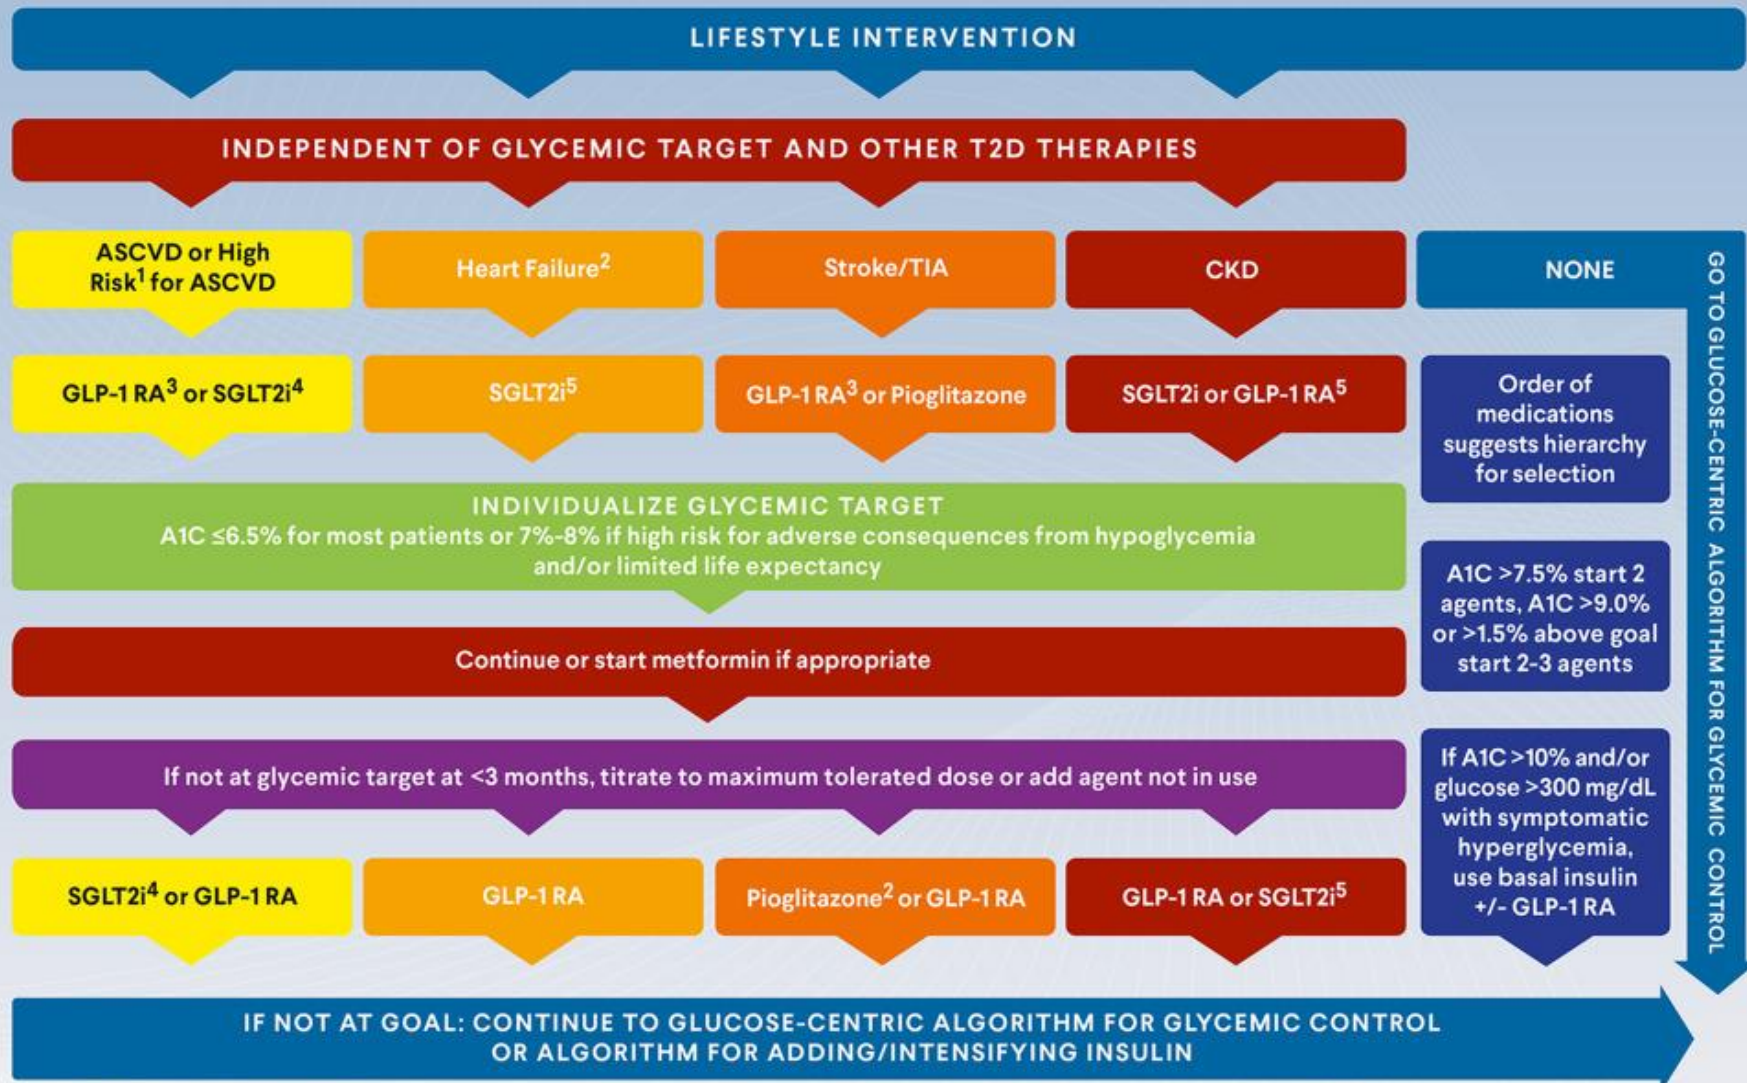 LIFESTYLE INTERVENTION
INDEPENDENT OF GLYCEMIC TARGET AND OTHER T2D THERAPIES
ASCVD or High
Risk¹ for ASCVD
Heart Failure²
Stroke/TIA
CKD
NONE
GLP-1 RA³ or SGLT2i⁴
SGLT2i⁵
GLP-1 RA³ or Pioglitazone
SGLT2i or GLP-1 RA⁵
Order of
medications
suggests hierarchy
for selection
INDIVIDUALIZE GLYCEMIC TARGET
A1C ≤6.5% for most patients or 7%-8% if high risk for adverse consequences from hypoglycemia
and/or limited life expectancy
A1C >7.5% start 2
agents, A1C >9.0%
or >1.5% above goal
start 2-3 agents
Continue or start metformin if appropriate
If not at glycemic target at <3 months, titrate to maximum tolerated dose or add agent not in use
If A1C >10% and/or
glucose >300 mg/dL
with symptomatic
hyperglycemia,
use basal insulin
+/- GLP-1 RA
SGLT2i⁴ or GLP-1 RA
GLP-1 RA
Pioglitazone² or GLP-1 RA
GLP-1 RA or SGLT2i⁵
GO TO GLUCOSE-CENTRIC ALGORITHM FOR GLYCEMIC CONTROL
IF NOT AT GOAL: CONTINUE TO GLUCOSE-CENTRIC ALGORITHM FOR GLYCEMIC CONTROL
OR ALGORITHM FOR ADDING/INTENSIFYING INSULIN